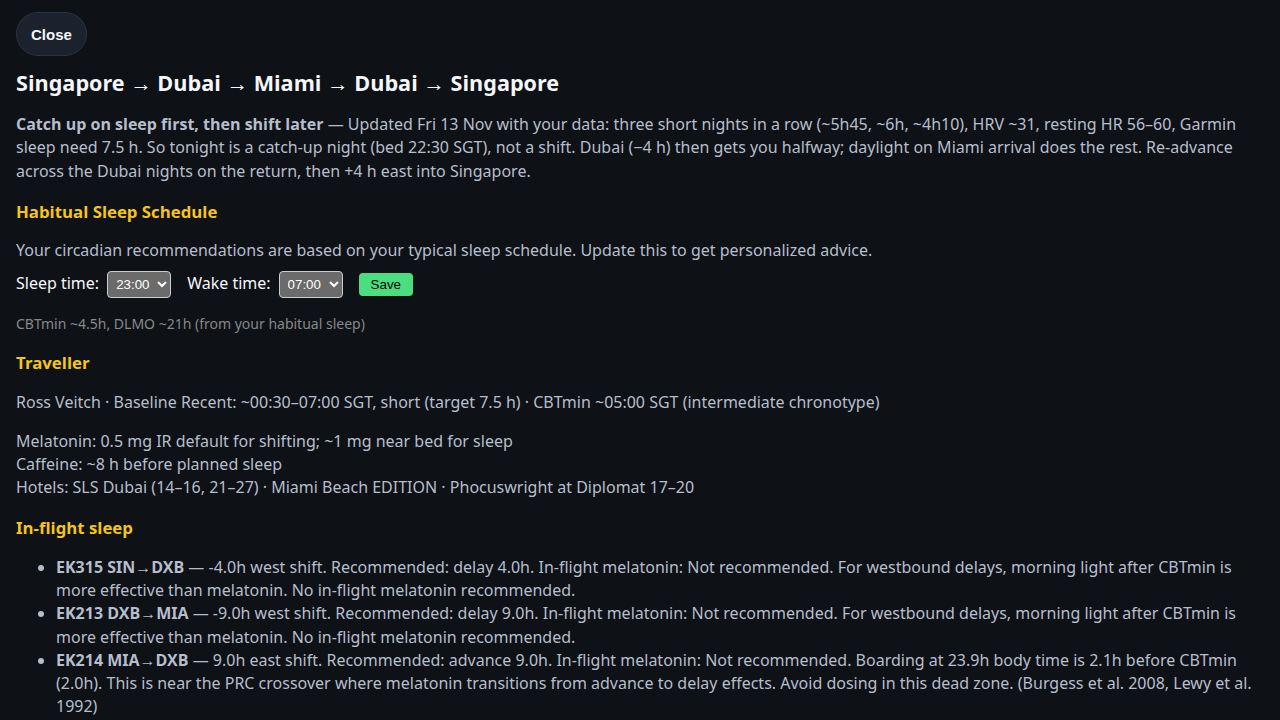 Close
Singapore → Dubai → Miami → Dubai → Singapore
Catch up on sleep first, then shift later — Updated Fri 13 Nov with your data: three short nights in a row (~5h45, ~6h, ~4h10), HRV ~31, resting HR 56–60, Garmin
sleep need 7.5 h. So tonight is a catch-up night (bed 22:30 SGT), not a shift. Dubai (−4 h) then gets you halfway; daylight on Miami arrival does the rest. Re-advance
across the Dubai nights on the return, then +4 h east into Singapore.
Habitual Sleep Schedule
Your circadian recommendations are based on your typical sleep schedule. Update this to get personalized advice.
Sleep time: 23:00 Wake time: 07:00 Save
CBTmin ~4.5h, DLMO ~21h (from your habitual sleep)
Traveller
Ross Veitch · Baseline Recent: ~00:30–07:00 SGT, short (target 7.5 h) · CBTmin ~05:00 SGT (intermediate chronotype)
Melatonin: 0.5 mg IR default for shifting; ~1 mg near bed for sleep
Caffeine: ~8 h before planned sleep
Hotels: SLS Dubai (14–16, 21–27) · Miami Beach EDITION · Phocuswright at Diplomat 17–20
In-flight sleep
• EK315 SIN→DXB — -4.0h west shift. Recommended: delay 4.0h. In-flight melatonin: Not recommended. For westbound delays, morning light after CBTmin is
more effective than melatonin. No in-flight melatonin recommended.
• EK213 DXB→MIA — -9.0h west shift. Recommended: delay 9.0h. In-flight melatonin: Not recommended. For westbound delays, morning light after CBTmin is
more effective than melatonin. No in-flight melatonin recommended.
• EK214 MIA→DXB — 9.0h east shift. Recommended: advance 9.0h. In-flight melatonin: Not recommended. Boarding at 23.9h body time is 2.1h before CBTmin
(2.0h). This is near the PRC crossover where melatonin transitions from advance to delay effects. Avoid dosing in this dead zone. (Burgess et al. 2008, Lewy et al.
1992)